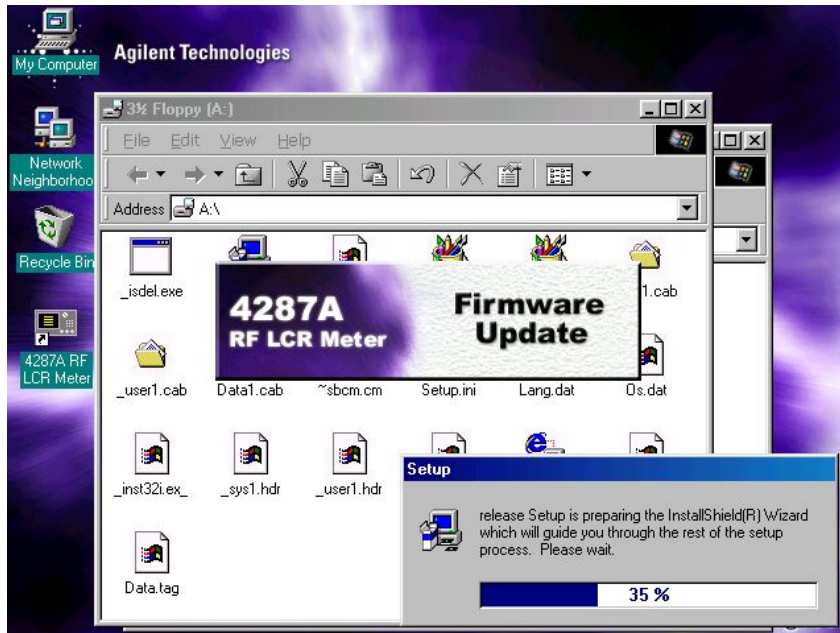 My Computer
Agilent Technologies
3½ Floppy (A:)
File Edit View Help
Network
Neighborhoo
Address A:\
Recycle Bin
_isdel.exe
1.cab
4287A
RF LCR Meter
Firmware
Update
4287A RF
LCR Meter
_user1.cab Data1.cab ~sbcm.cm Setup.ini Lang.dat Os.dat
_inst32i.ex_ _sys1.hdr _user1.hdr
Setup
release Setup is preparing the InstallShield(R) Wizard
which will guide you through the rest of the setup
process. Please wait.
35 %
Data.tag